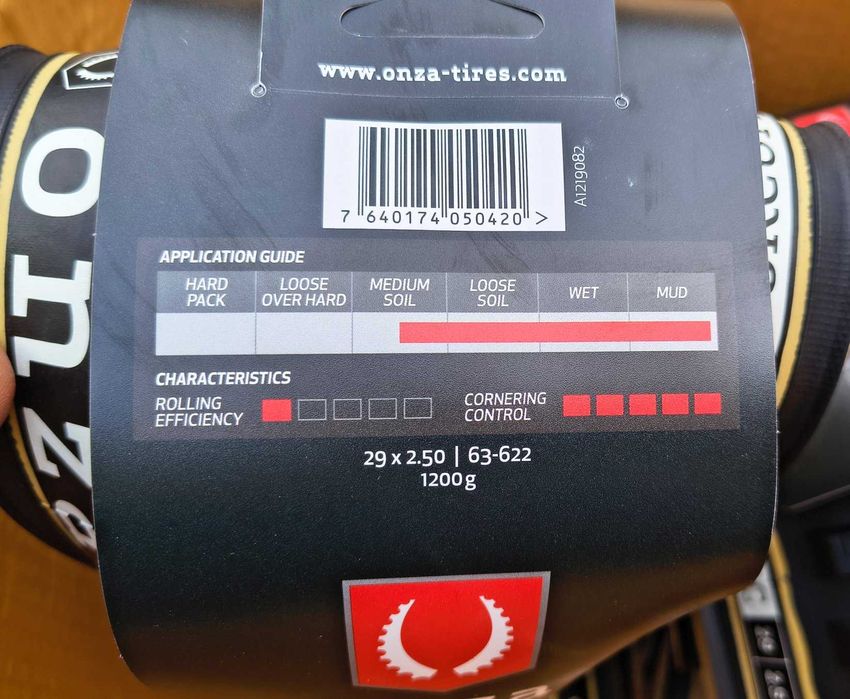 www.onza-tires.com
7 640174 050420 >
A1219082
APPLICATION GUIDE
HARD PACK
LOOSE OVER HARD
MEDIUM SOIL
LOOSE SOIL
WET
MUD
CHARACTERISTICS
ROLLING EFFICIENCY
CORNERING CONTROL
29 x 2.50 | 63-622
1200g
onza